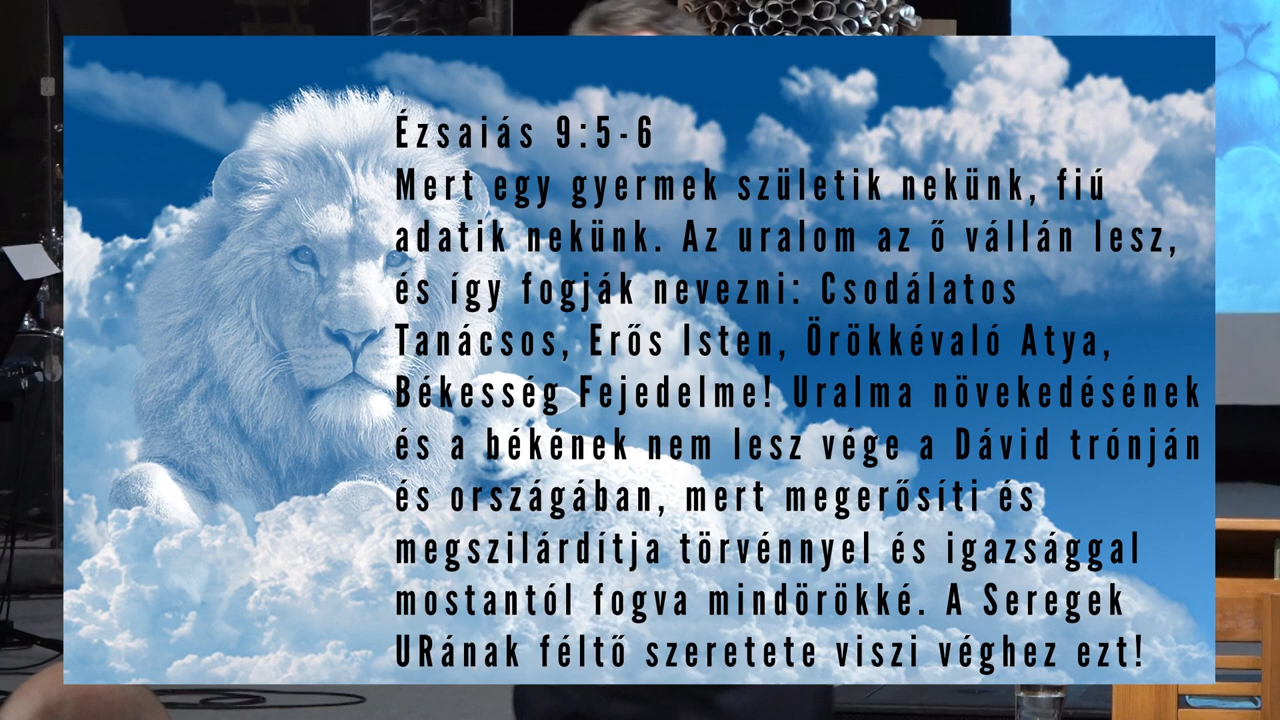 Ézsaiás 9:5-6
Mert egy gyermek születik nekünk, fiú
adatik nekünk. Az uralom az ő vállán lesz,
és így fogják nevezni: Csodálatos
Tanácsos, Erős Isten, Örökkévaló Atya,
Békesség Fejedelme! Uralma növekedésének
és a békének nem lesz vége a Dávid trónján
és országában, mert megerősíti és
megszilárdítja törvénnyel és igazsággal
mostantól fogva mindörökké. A Seregek
URának féltő szeretete viszi véghez ezt!